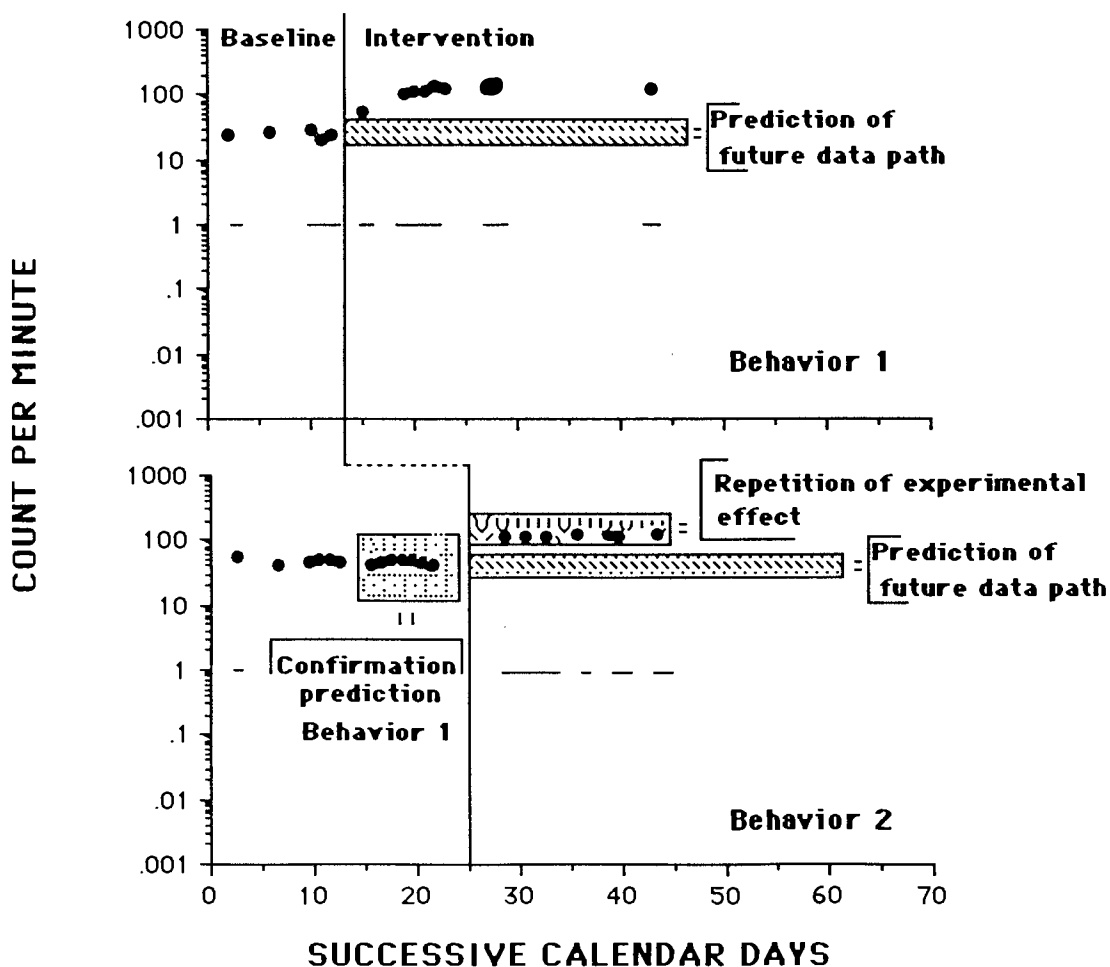 COUNT PER MINUTE
1000
100
10
1
.1
.01
.001
Baseline
Intervention
Prediction of
future data path
Behavior 1
1000
100
10
1
.1
.01
.001
Repetition of experimental
effect
Prediction of
future data path
Confirmation
prediction
Behavior 1
Behavior 2
0 10 20 30 40 50 60 70
SUCCESSIVE CALENDAR DAYS